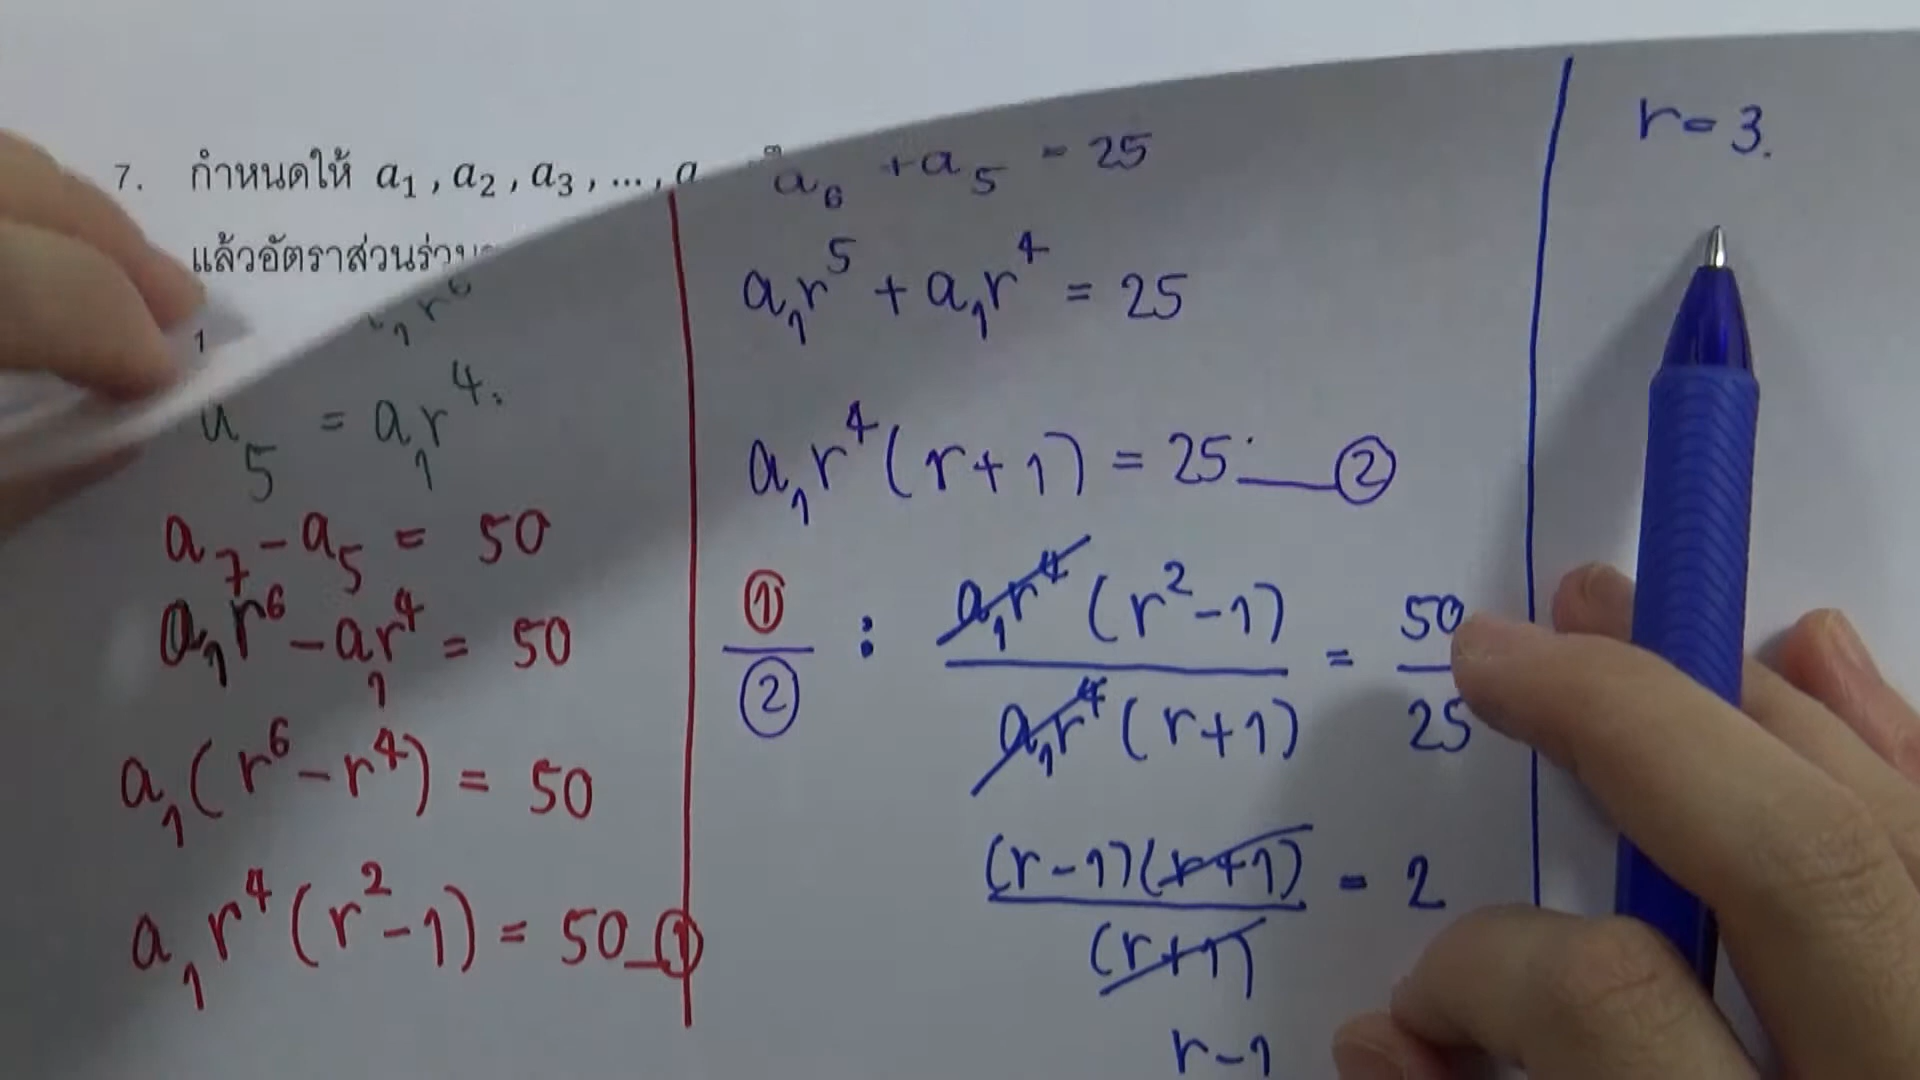 7. กำหนดให้ a₁ , a₂ , a₃ , ... , a
แล้วอัตราส่วนร่วม
1
r⁶
a₅ = a₁r⁴.
a₇ - a₅ = 50
a₁r⁶ - a₁r⁴ = 50
a₁(r⁶ - r⁴) = 50
a₁r⁴(r² - 1) = 50 ①
a₆ + a₅ = 25
a₁r⁵ + a₁r⁴ = 25
a₁r⁴(r + 1) = 25 ②
①/② : a₁r⁴(r² - 1)/a₁r⁴(r + 1) = 50/25
(r - 1)(r + 1)/(r + 1) = 2
r - 1
r = 3.